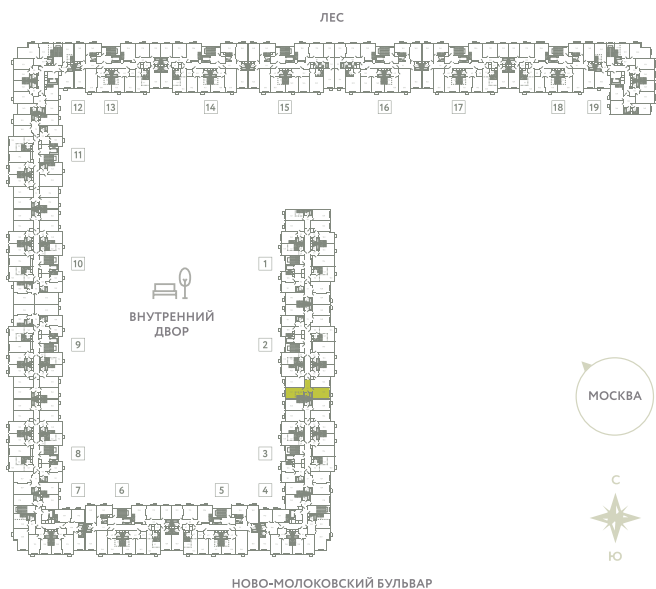 ЛЕС
12 13 14 15 16 17 18 19
11
10 1
ВНУТРЕННИЙ
ДВОР
9 2
МОСКВА
8 3
7 6 5 4
С
Ю
НОВО-МОЛОКОВСКИЙ БУЛЬВАР